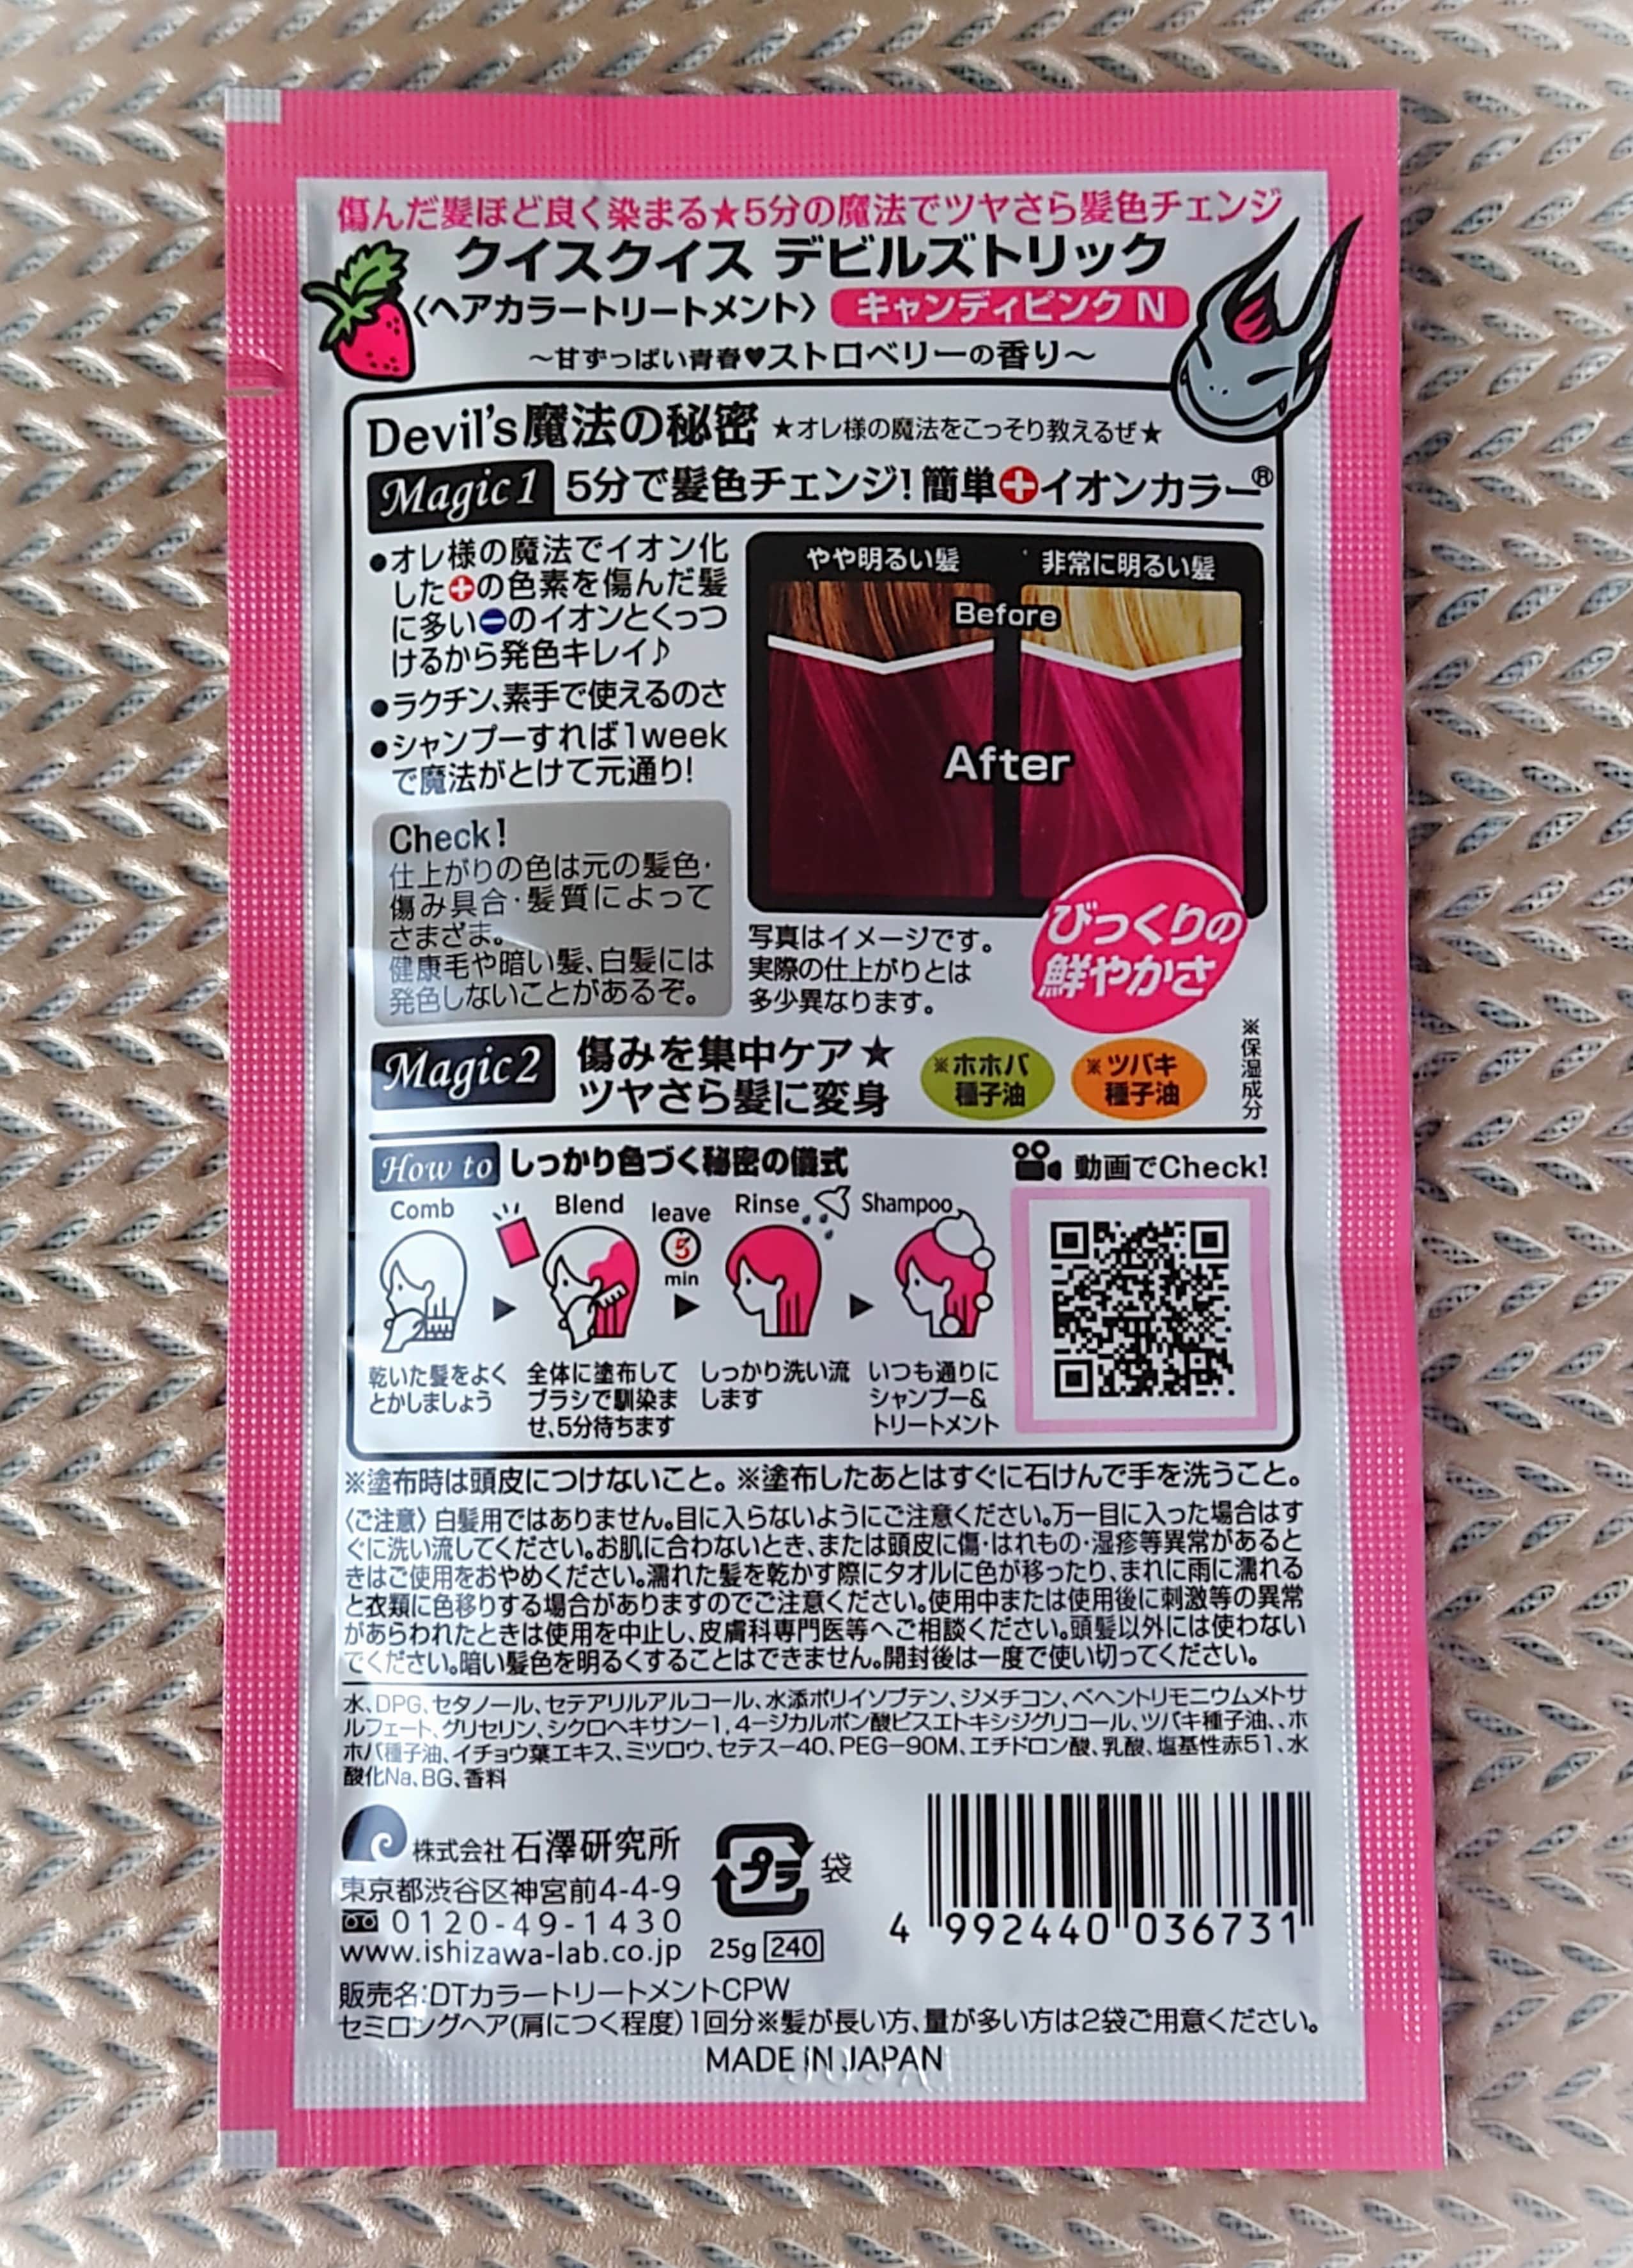 傷んだ髪ほど良く染まる★5分の魔法でツヤさら髪色チェンジ
クイスクイス デビルズトリック
〈ヘアカラートリートメント〉 キャンディピンク N
～甘ずっぱい青春♥ストロベリーの香り～
Devil's魔法の秘密 ★オレ様の魔法をこっそり教えるぜ★
Magic1 5分で髪色チェンジ!簡単+イオンカラー®
●オレ様の魔法でイオン化
した+の色素を傷んだ髪
に多い−のイオンとくっつ
けるから発色キレイ♪
●ラクチン、素手で使えるのさ
●シャンプーすれば1week
で魔法がとけて元通り!
やや明るい髪
非常に明るい髪
Before
After
Check!
仕上がりの色は元の髪色・
傷み具合・髪質によって
さまざま。
健康毛や暗い髪、白髪には
発色しないことがあるぞ。
写真はイメージです。
実際の仕上がりとは
多少異なります。
びっくりの
鮮やかさ
Magic2 傷みを集中ケア★
ツヤさら髪に変身
※ホホバ
種子油
※ツバキ
種子油
※保湿成分
How to しっかり色づく秘密の儀式
動画でCheck!
Comb
Blend
leave
5
min
Rinse
Shampoo
乾いた髪をよく
とかしましょう
全体に塗布して
ブラシで馴染ま
せ、5分待ちます
しっかり洗い流
します
いつも通りに
シャンプー&
トリートメント
※塗布時は頭皮につけないこと。※塗布したあとはすぐに石けんで手を洗うこと。
〈ご注意〉白髪用ではありません。目に入らないようにご注意ください。万一目に入った場合はす
ぐに洗い流してください。お肌に合わないとき、または頭皮に傷・はれもの・湿疹等異常があると
きはご使用をおやめください。濡れた髪を乾かす際にタオルに色が移ったり、まれに雨に濡れる
と衣類に色移りする場合がありますのでご注意ください。使用中または使用後に刺激等の異常
があらわれたときは使用を中止し、皮膚科専門医等へご相談ください。頭髪以外には使わない
でください。暗い髪色を明るくすることはできません。開封後は一度で使い切ってください。
水、DPG、セタノール、セテアリルアルコール、水添ポリイソブテン、ジメチコン、ベヘントリモニウムメトサ
ルフェート、グリセリン、シクロヘキサン-1,4-ジカルボン酸ビスエトキシジグリコール、ツバキ種子油、、ホ
ホバ種子油、イチョウ葉エキス、ミツロウ、セテス-40、PEG-90M、エチドロン酸、乳酸、塩基性赤51、水
酸化Na、BG、香料
株式会社 石澤研究所
東京都渋谷区神宮前4-4-9
0120-49-1430
www.ishizawa-lab.co.jp
プラ
袋
25g 240
4 992440 036731
販売名:DTカラートリートメントCPW
セミロングヘア(肩につく程度)1回分※髪が長い方、量が多い方は2袋ご用意ください。
MADE IN JAPAN